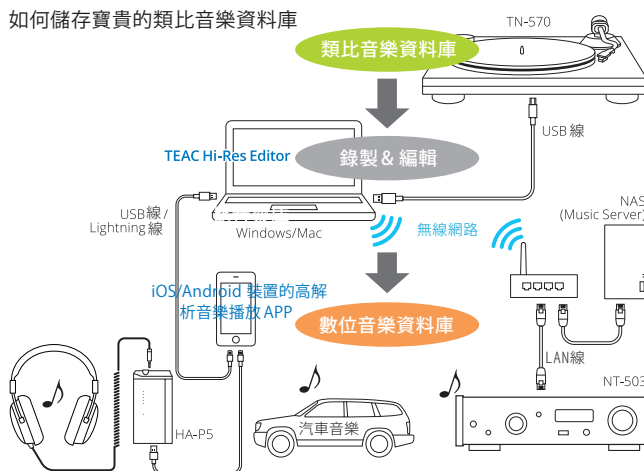 如何儲存寶貴的類比音樂資料庫
TN-570
類比音樂資料庫
USB 線
TEAC Hi-Res Editor
錄製 & 編輯
NAS
(Music Server)
USB 線 /
Lightning 線
Windows/Mac
無線網路
iOS/Android 裝置的高解
析音樂播放 APP
數位音樂資料庫
LAN線
NT-503
HA-P5
汽車音樂